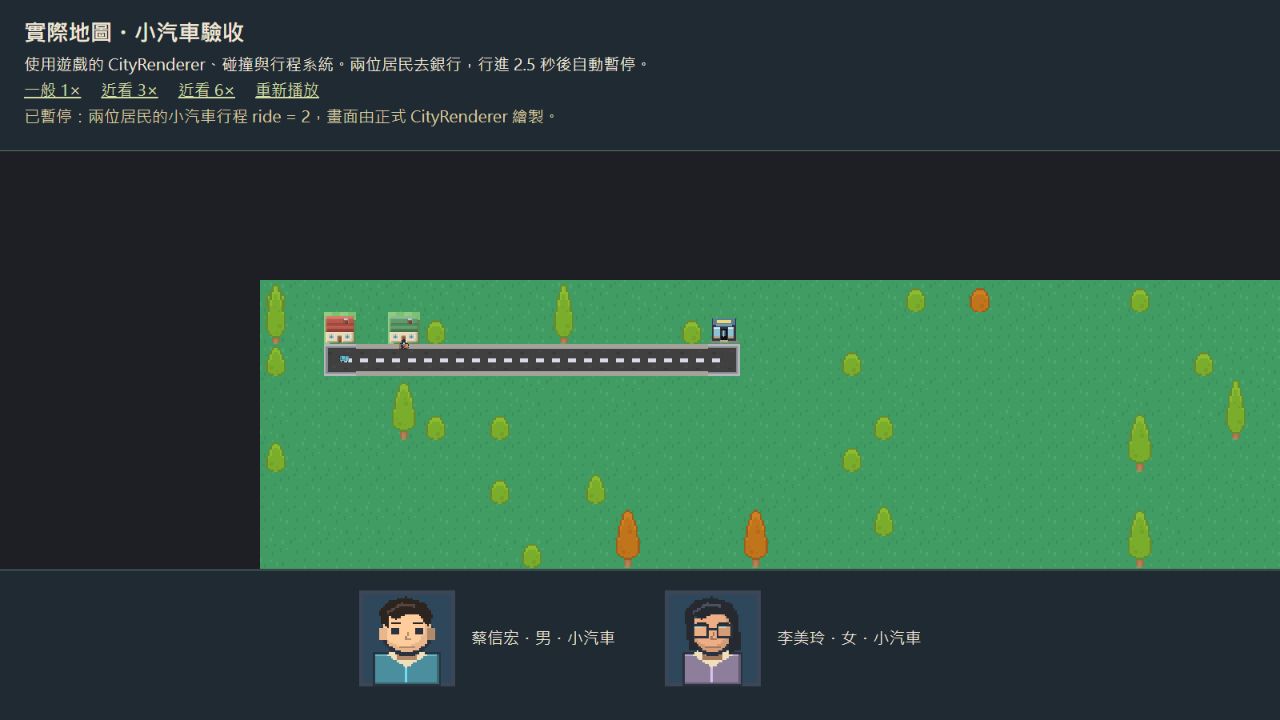 實際地圖・小汽車驗收
使用遊戲的 CityRenderer、碰撞與行程系統。兩位居民去銀行，行進 2.5 秒後自動暫停。
一般 1× 近看 3× 近看 6× 重新播放
已暫停：兩位居民的小汽車行程 ride = 2，畫面由正式 CityRenderer 繪製。
蔡信宏・男・小汽車
李美玲・女・小汽車